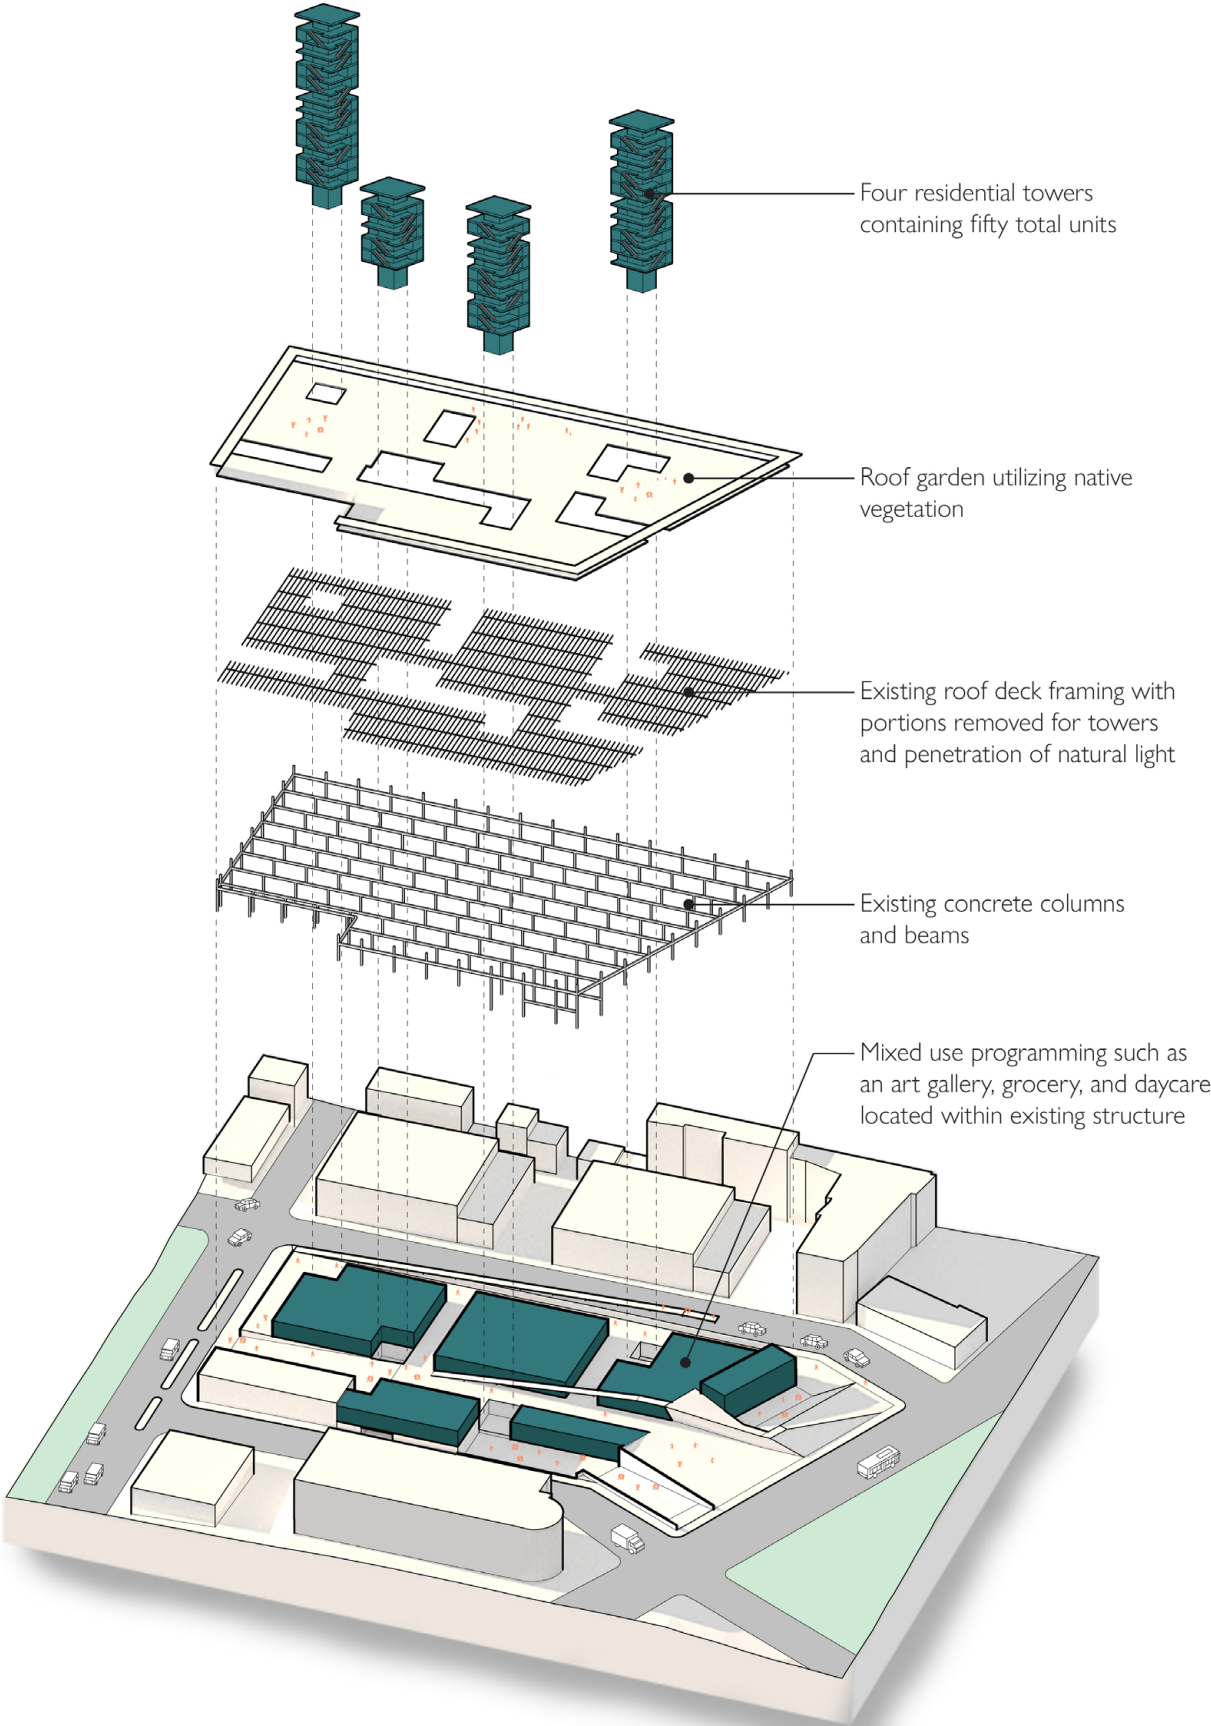 Four residential towers
containing fifty total units
Roof garden utilizing native
vegetation
Existing roof deck framing with
portions removed for towers
and penetration of natural light
Existing concrete columns
and beams
Mixed use programming such as
an art gallery, grocery, and daycare
located within existing structure